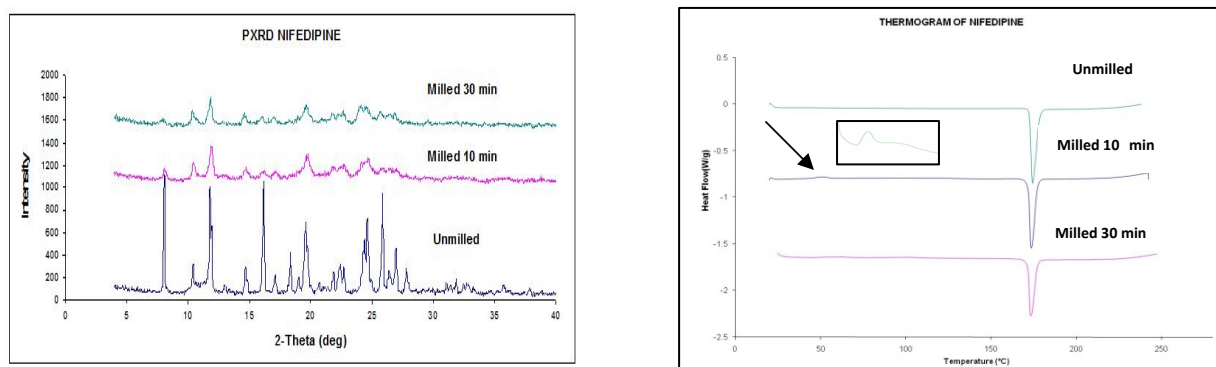 PXRD NIFEDIPINE
Intensity
2000
1800
1600
1400
1200
1000
800
600
400
200
0
Milled 30 min
Milled 10 min
Unmilled
0 5 10 15 20 25 30 35 40
2-Theta (deg)
THERMOGRAM OF NIFEDIPINE
Heat Flow(W/g)
0.5
0
-0.5
-1
-1.5
-2
-2.5
Unmilled
Milled 10 min
Milled 30 min
0 50 100 150 200 250
Temperature (°C)